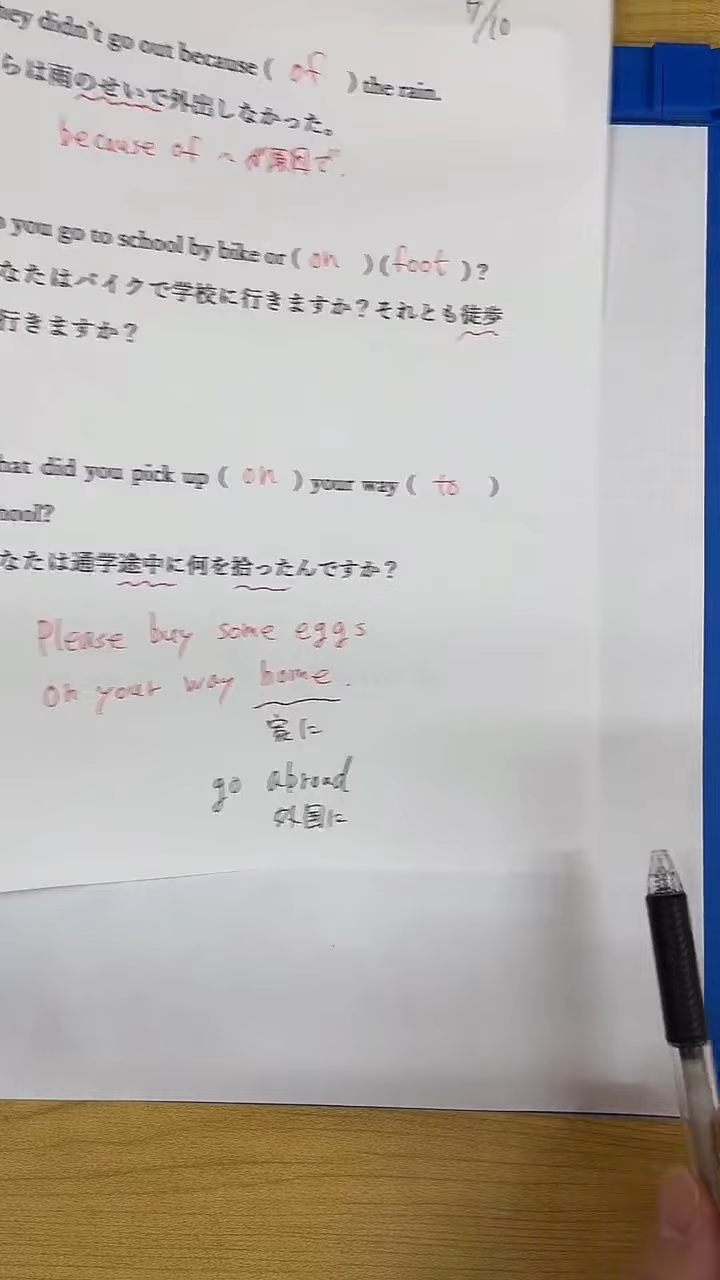 7/10
hey didn't go out because ( of ) the rain.
らは雨のせいで外出しなかった。
because of ~ が原因で.
o you go to school by bike or ( on ) ( foot ) ?
なたはバイクで学校に行きますか？それとも徒歩
行きますか？
hat did you pick up ( on ) your way ( to )
hool?
なたは通学途中に何を拾ったんですか？
Please buy some eggs
on your way home.
家に
go abroad
外国に